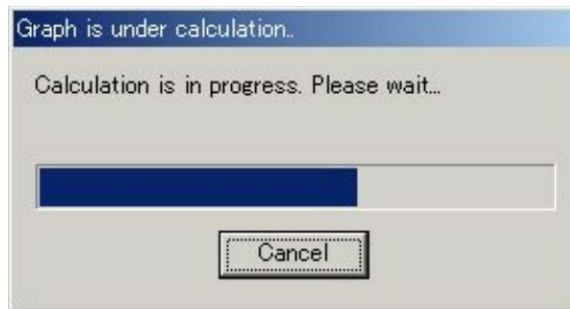 Graph is under calculation..
Calculation is in progress. Please wait...
Cancel